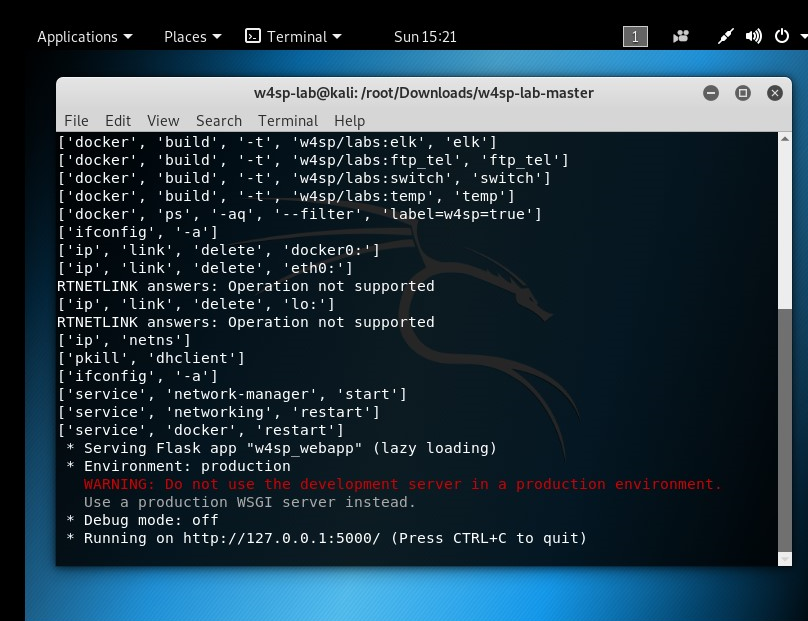 Applications Places Terminal Sun 15:21 1
w4sp-lab@kali: /root/Downloads/w4sp-lab-master
File Edit View Search Terminal Help
['docker', 'build', '-t', 'w4sp/labs:elk', 'elk']
['docker', 'build', '-t', 'w4sp/labs:ftp_tel', 'ftp_tel']
['docker', 'build', '-t', 'w4sp/labs:switch', 'switch']
['docker', 'build', '-t', 'w4sp/labs:temp', 'temp']
['docker', 'ps', '-aq', '--filter', 'label=w4sp=true']
['ifconfig', '-a']
['ip', 'link', 'delete', 'docker0:']
['ip', 'link', 'delete', 'eth0:']
RTNETLINK answers: Operation not supported
['ip', 'link', 'delete', 'lo:']
RTNETLINK answers: Operation not supported
['ip', 'netns']
['pkill', 'dhclient']
['ifconfig', '-a']
['service', 'network-manager', 'start']
['service', 'networking', 'restart']
['service', 'docker', 'restart']
 * Serving Flask app "w4sp_webapp" (lazy loading)
 * Environment: production
   WARNING: Do not use the development server in a production environment.
   Use a production WSGI server instead.
 * Debug mode: off
 * Running on http://127.0.0.1:5000/ (Press CTRL+C to quit)